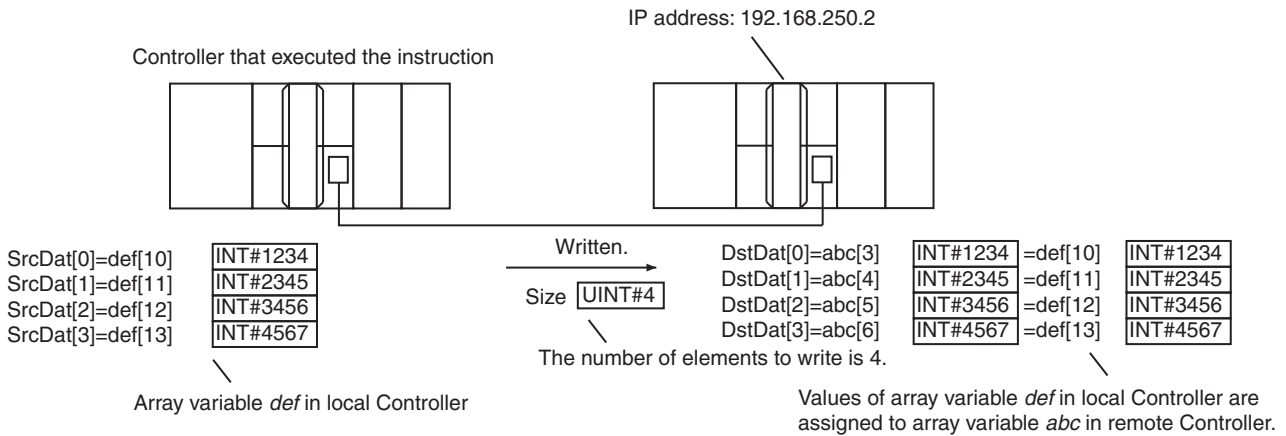 IP address: 192.168.250.2
Controller that executed the instruction
SrcDat[0]=def[10] INT#1234
SrcDat[1]=def[11] INT#2345
SrcDat[2]=def[12] INT#3456
SrcDat[3]=def[13] INT#4567
Array variable def in local Controller
Written.
Size UINT#4
The number of elements to write is 4.
DstDat[0]=abc[3] INT#1234 =def[10] INT#1234
DstDat[1]=abc[4] INT#2345 =def[11] INT#2345
DstDat[2]=abc[5] INT#3456 =def[12] INT#3456
DstDat[3]=abc[6] INT#4567 =def[13] INT#4567
Values of array variable def in local Controller are
assigned to array variable abc in remote Controller.